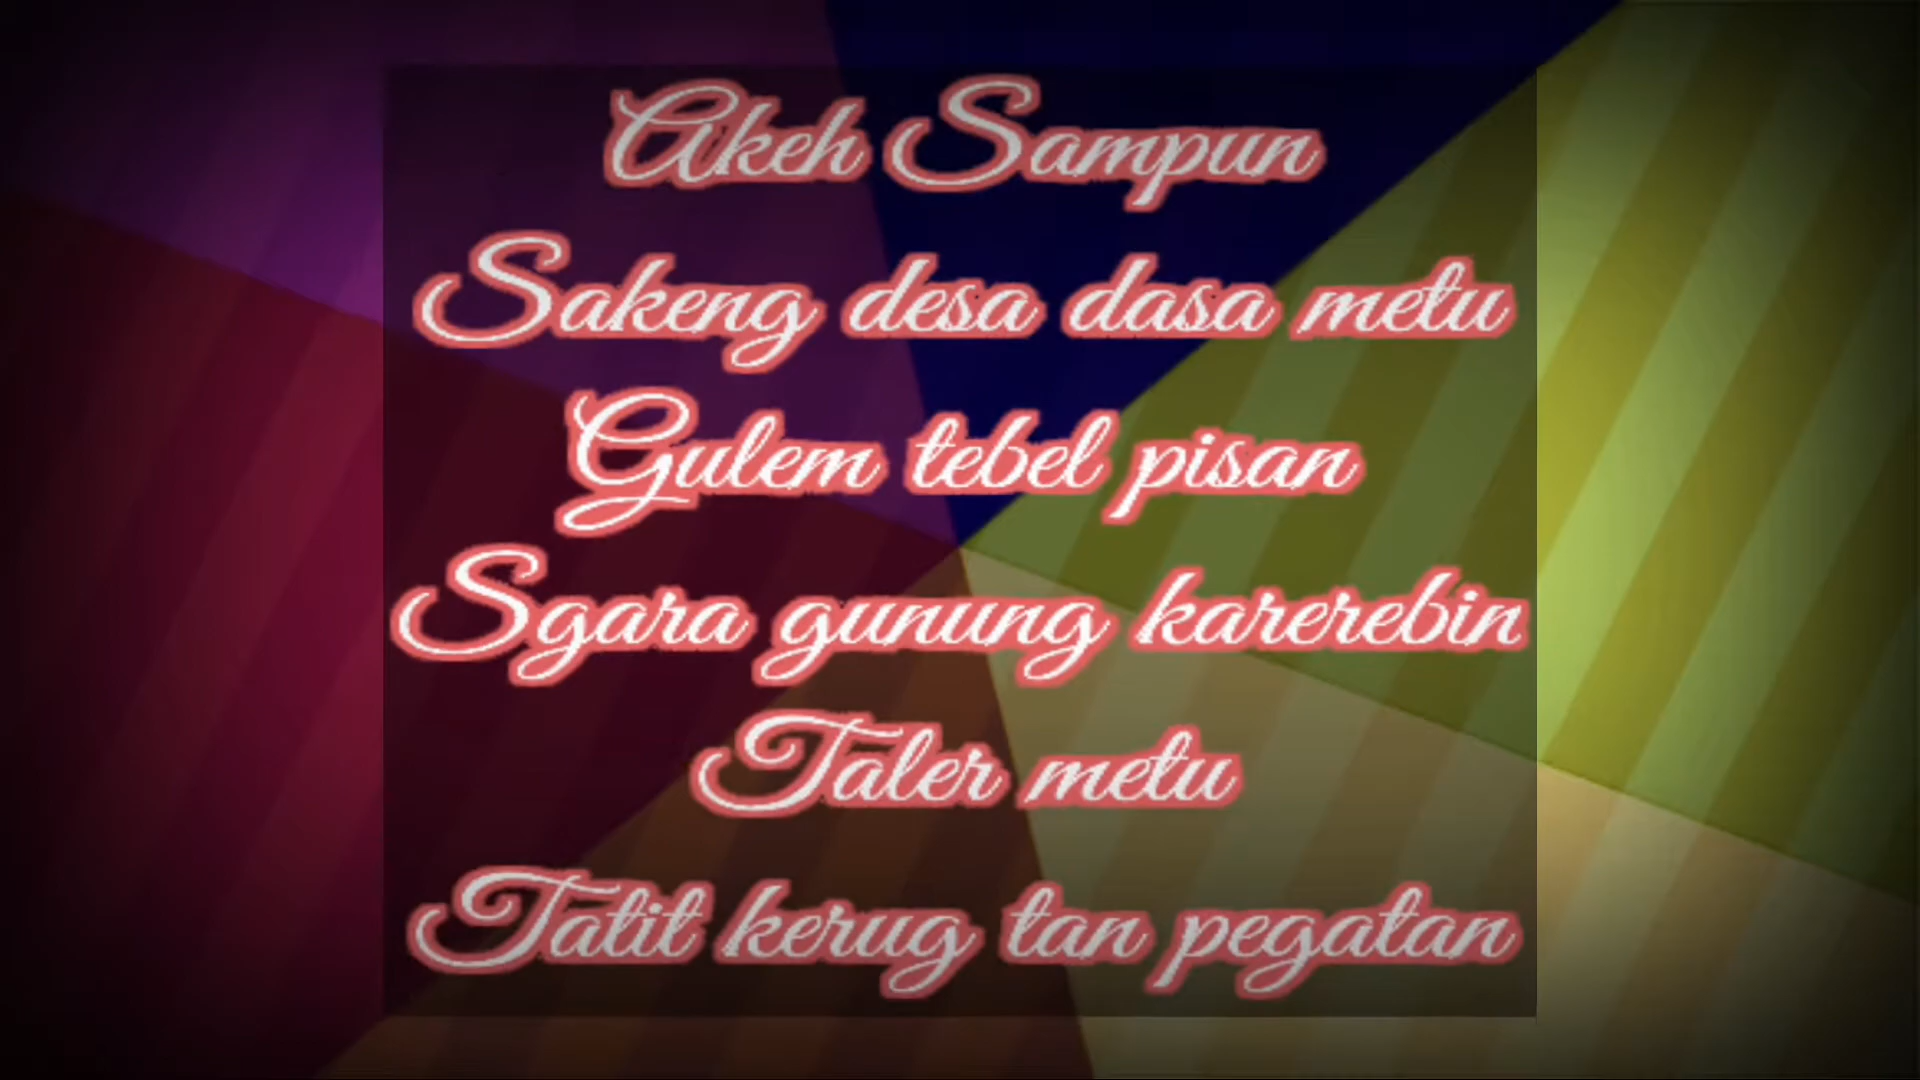 Akeh Sampun
Sakeng desa dasa metu
Gulem tebel pisan
Sgara gunung karerebin
Taler metu
Tatit kerug tan pegatan